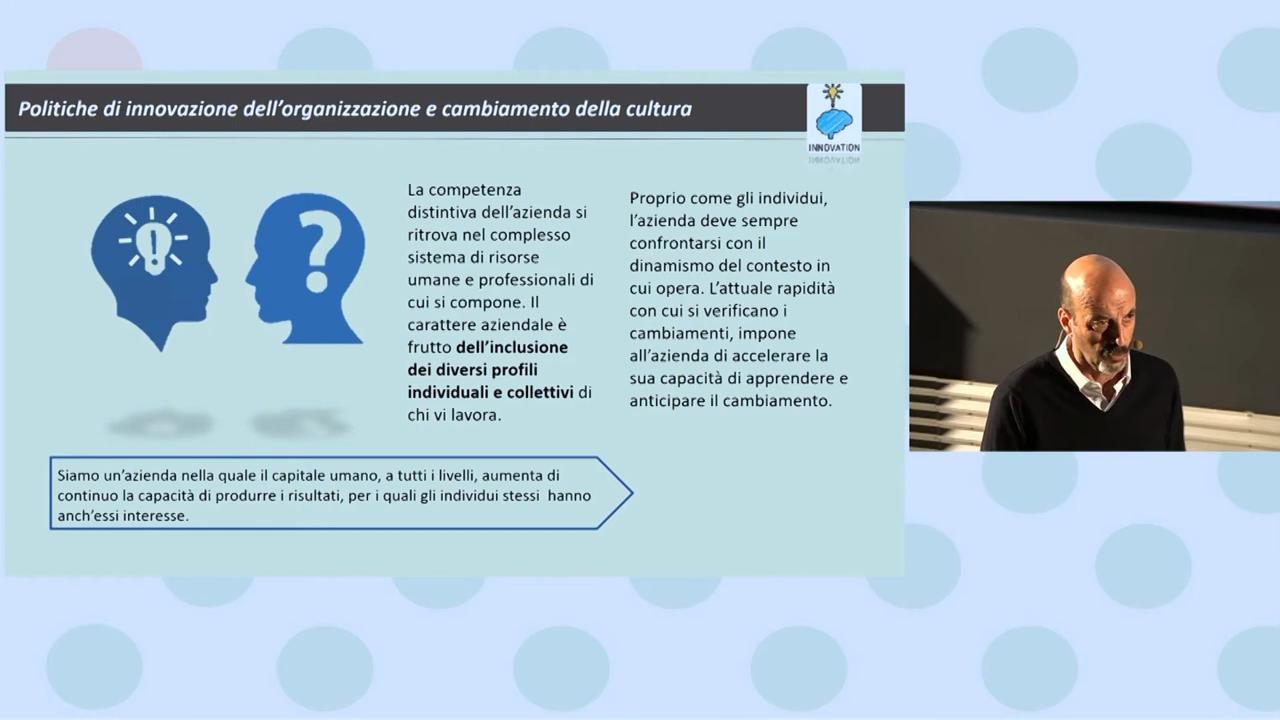 Politiche di innovazione dell'organizzazione e cambiamento della cultura
INNOVATION
La competenza
distintiva dell'azienda si
ritrova nel complesso
sistema di risorse
umane e professionali di
cui si compone. Il
carattere aziendale è
frutto dell'inclusione
dei diversi profili
individuali e collettivi di
chi vi lavora.
Proprio come gli individui,
l'azienda deve sempre
confrontarsi con il
dinamismo del contesto in
cui opera. L'attuale rapidità
con cui si verificano i
cambiamenti, impone
all'azienda di accelerare la
sua capacità di apprendere e
anticipare il cambiamento.
Siamo un'azienda nella quale il capitale umano, a tutti i livelli, aumenta di
continuo la capacità di produrre i risultati, per i quali gli individui stessi hanno
anch'essi interesse.